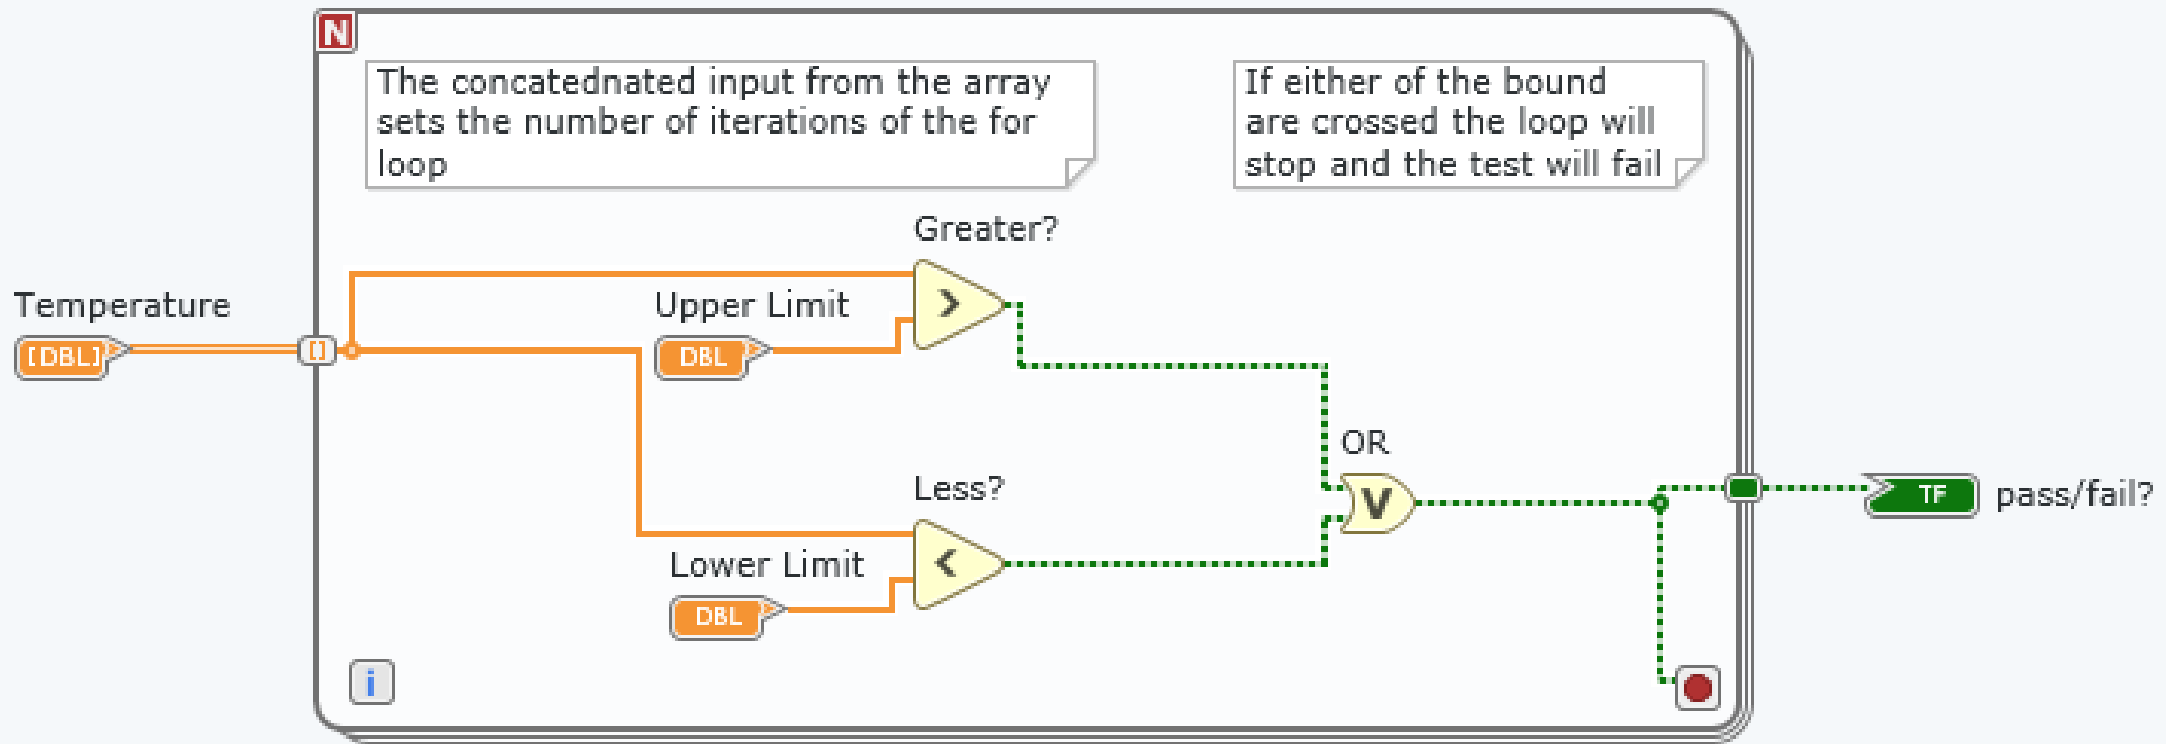 N
The concatednated input from the array
sets the number of iterations of the for
loop
If either of the bound
are crossed the loop will
stop and the test will fail
Greater?
Temperature
[DBL]
[]
Upper Limit
DBL
>
OR
V
Less?
<
Lower Limit
DBL
TF
pass/fail?
i